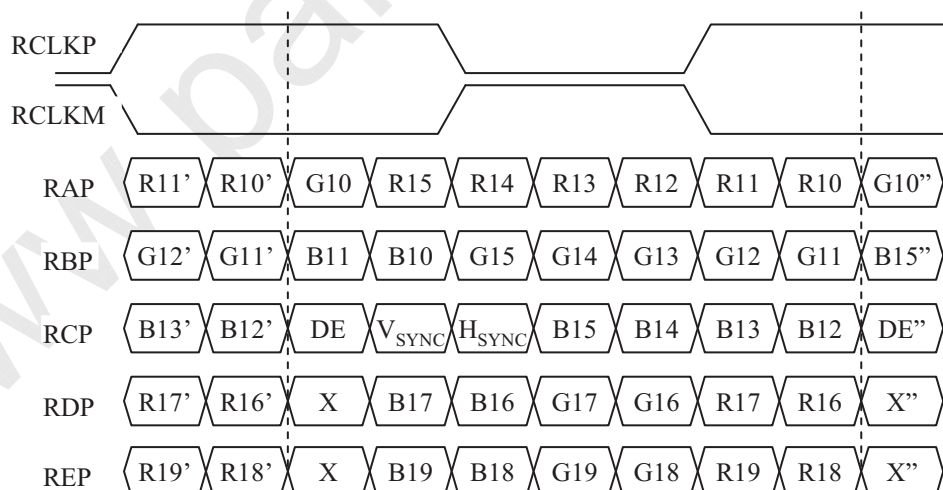 RCLKP
RCLKM
RAP R11’ R10’ G10 R15 R14 R13 R12 R11 R10 G10”
RBP G12’ G11’ B11 B10 G15 G14 G13 G12 G11 B15”
RCP B13’ B12’ DE VSYNC HSYNC B15 B14 B13 B12 DE”
RDP R17’ R16’ X B17 B16 G17 G16 R17 R16 X”
REP R19’ R18’ X B19 B18 G19 G18 R19 R18 X”